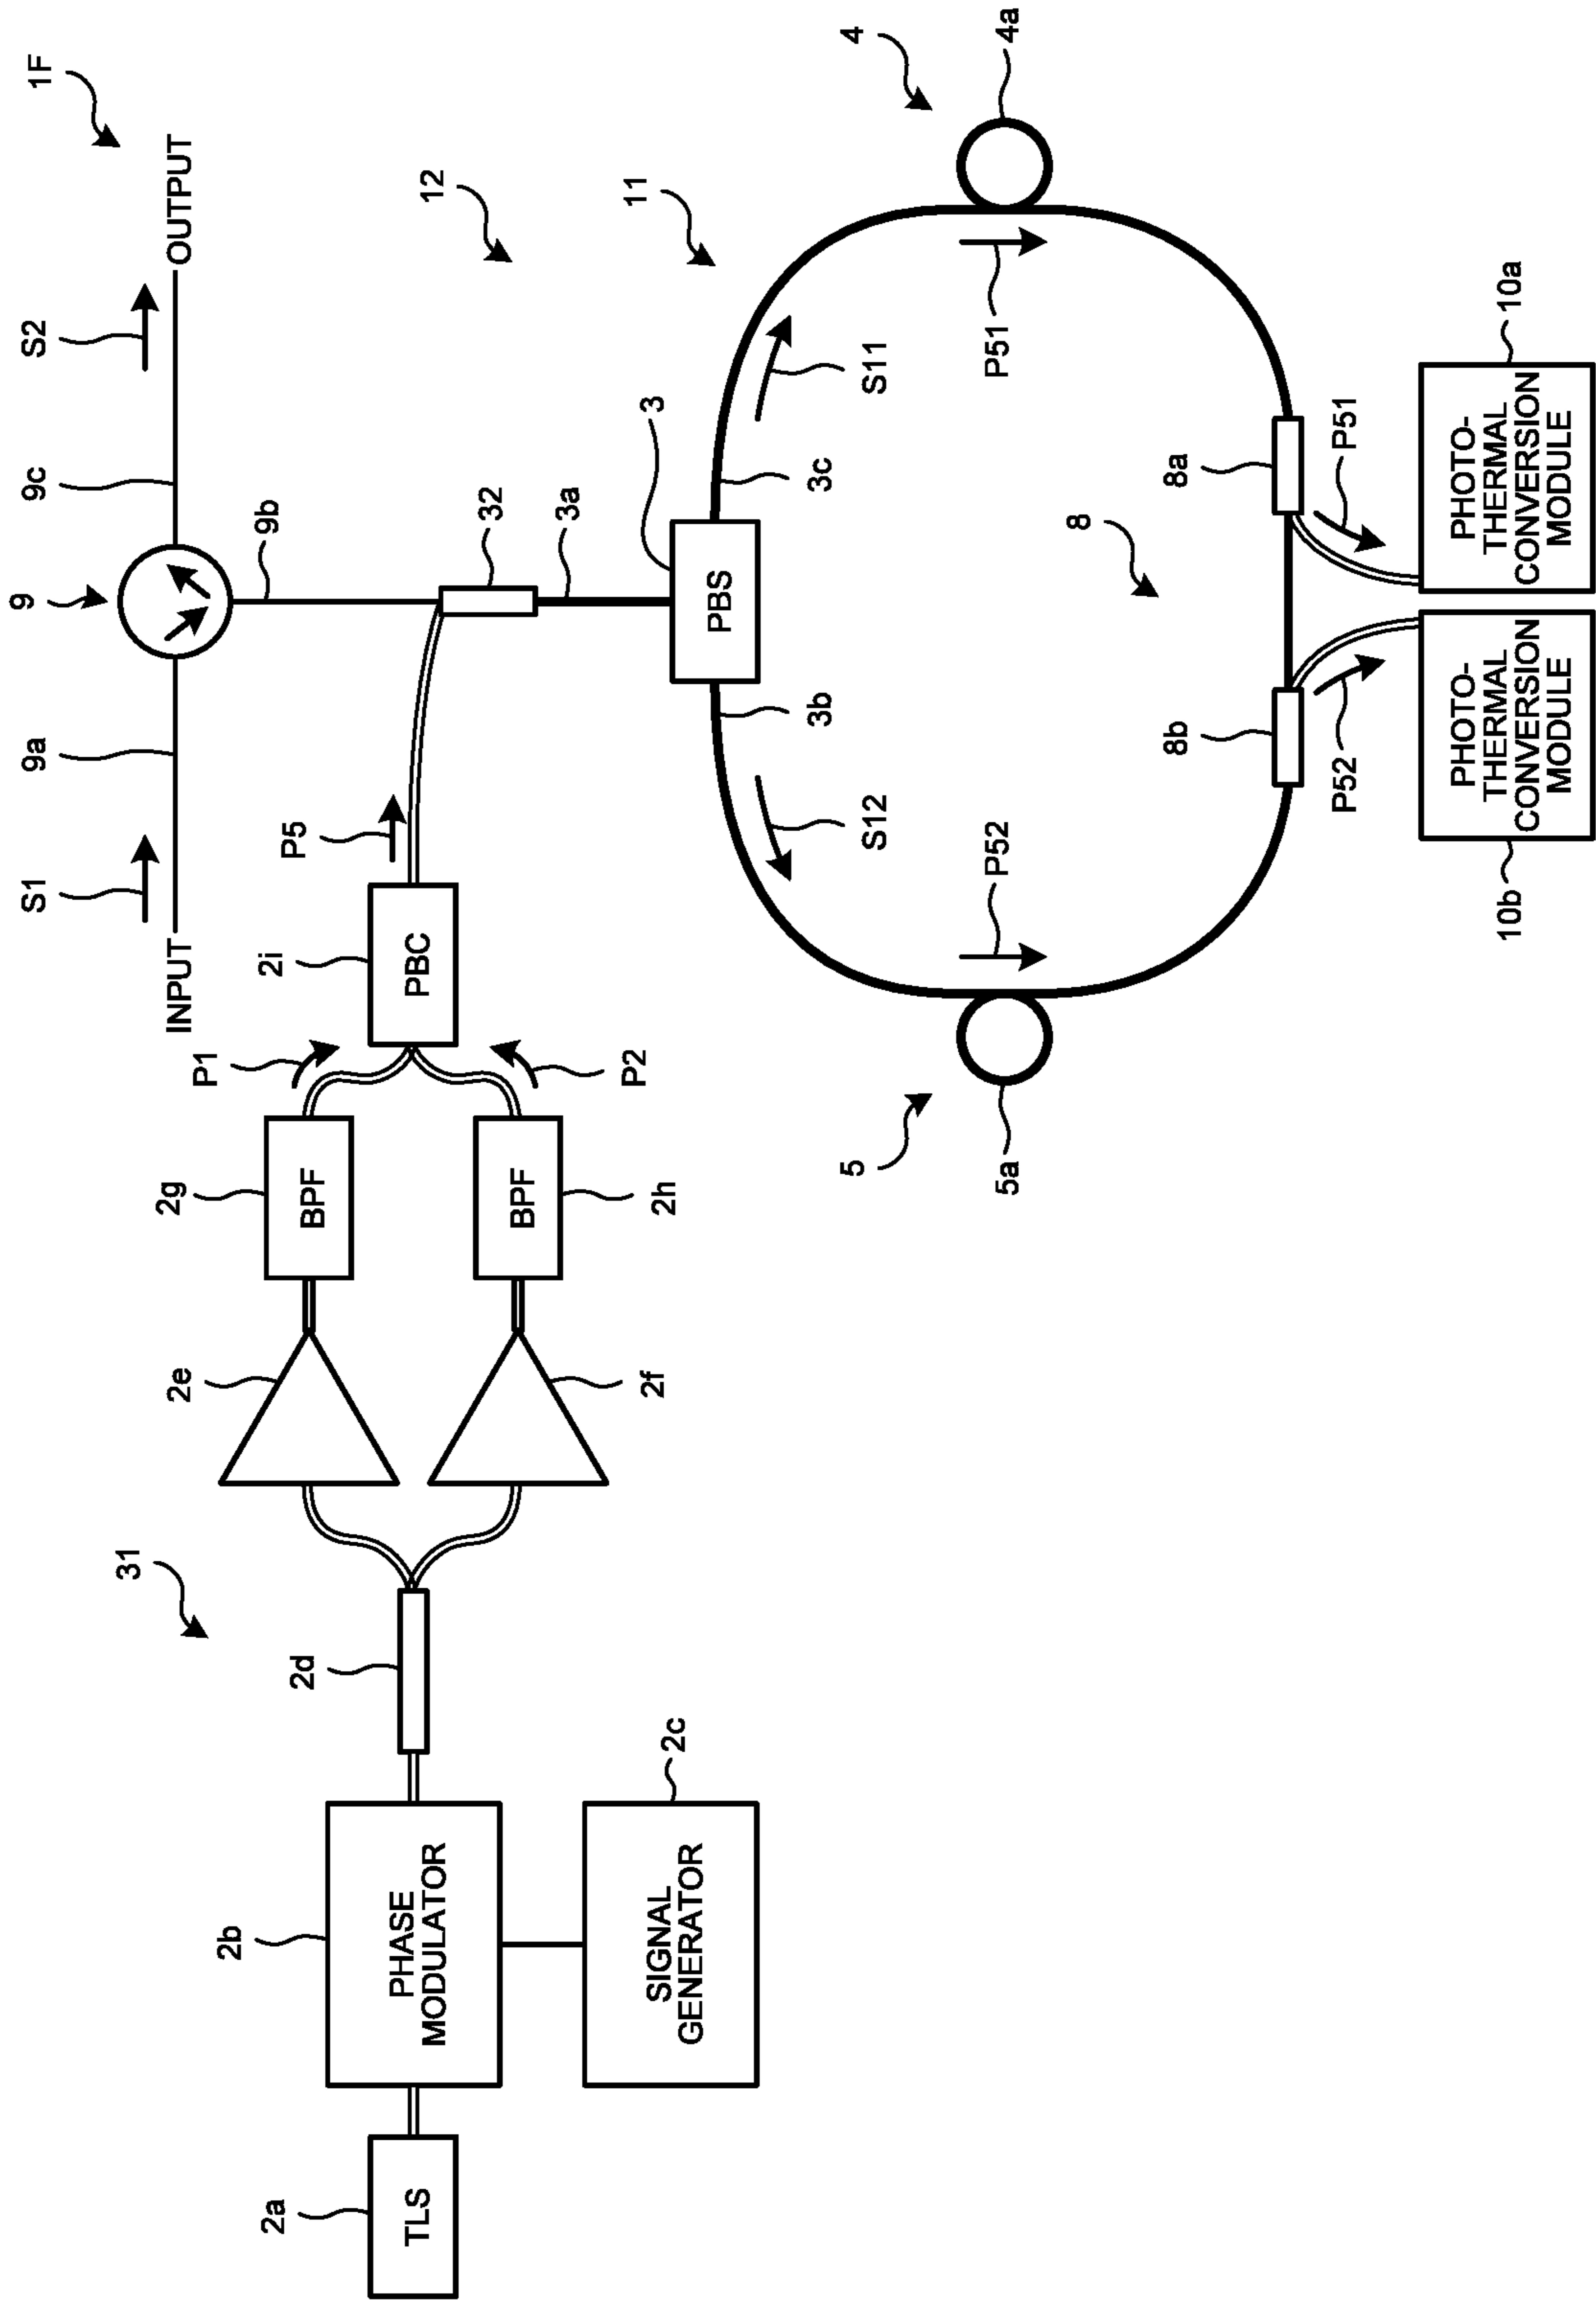 1F
S1
9a
9
9c
S2
INPUT
OUTPUT
9b
12
31
2a
TLS
2b
PHASE
MODULATOR
2c
SIGNAL
GENERATOR
2d
2e
2f
2g
BPF
2h
BPF
P1
P2
2i
PBC
P5
32
3a
3
PBS
3b
3c
11
S12
S11
5
5a
P52
P51
4
4a
8
8b
8a
P52
P51
10b
PHOTO-
THERMAL
CONVERSION
MODULE
PHOTO-
THERMAL
CONVERSION
MODULE
10a